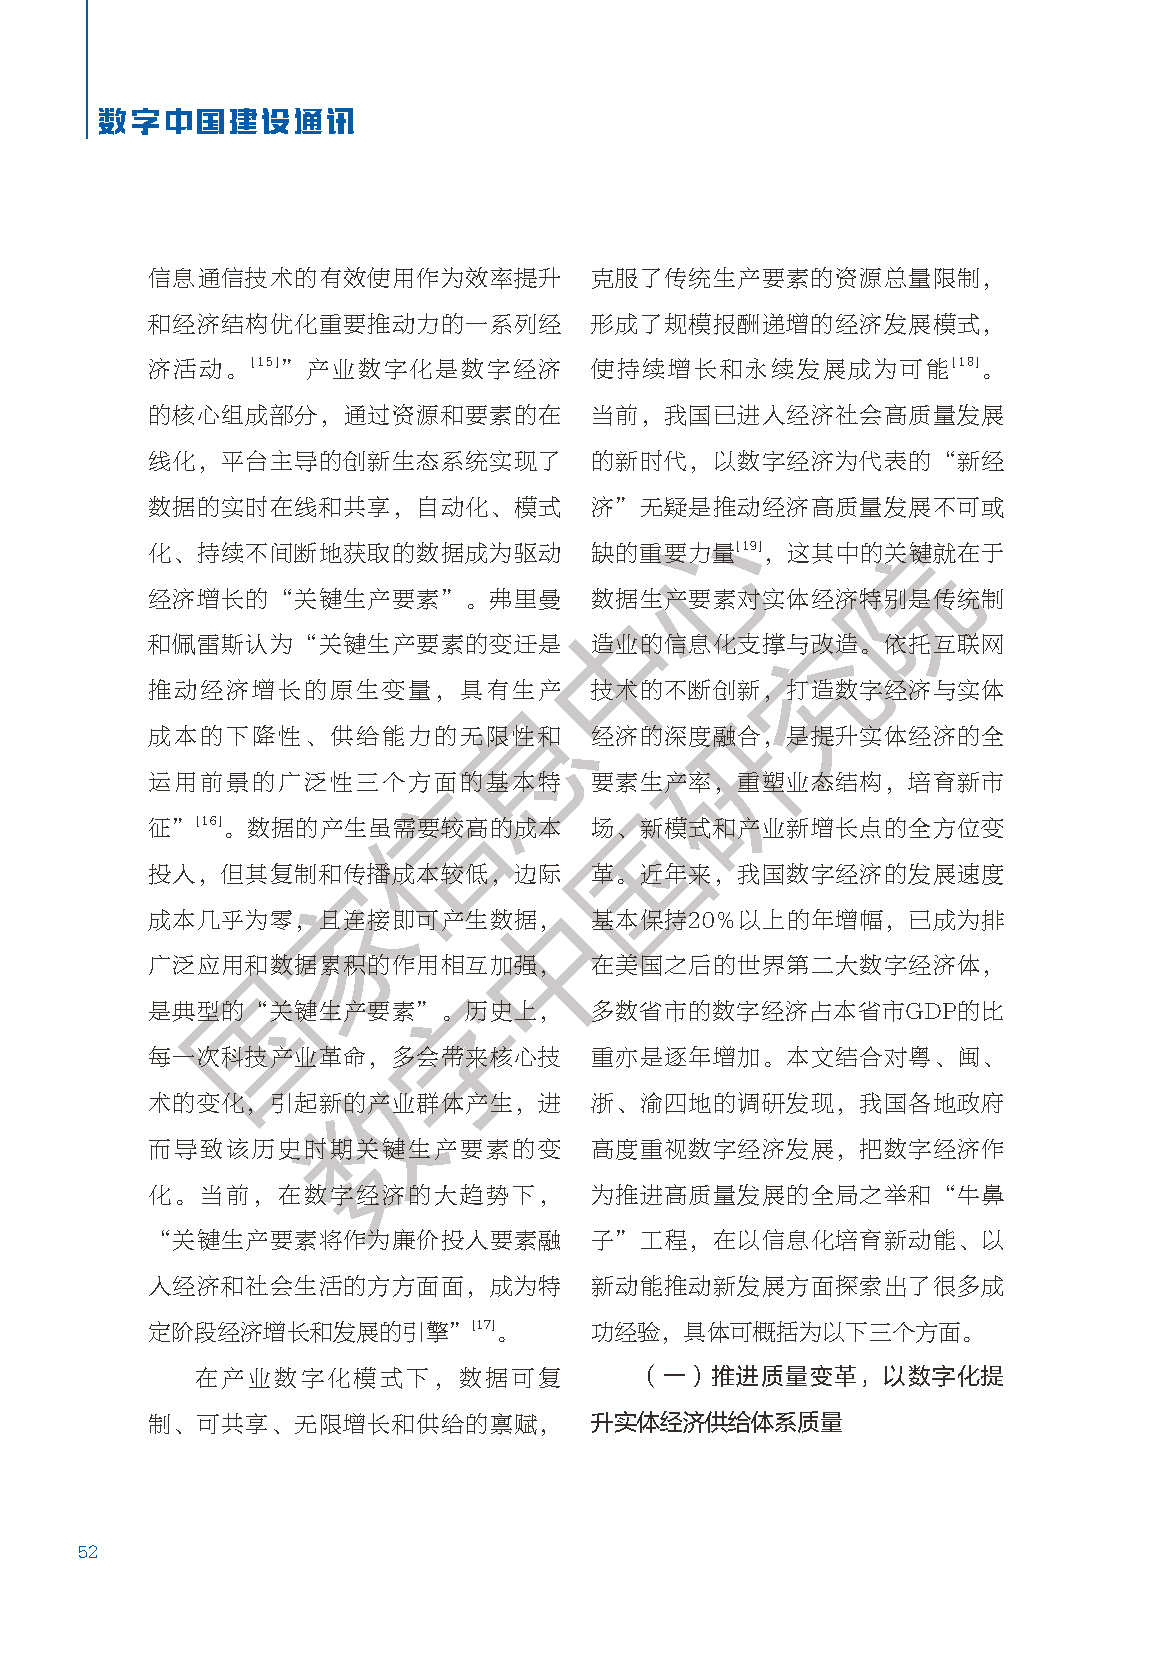 数字中国建设通讯
信息通信技术的有效使用作为效率提升
和经济结构优化重要推动力的一系列经
济活动。[15]”产业数字化是数字经济
的核心组成部分，通过资源和要素的在
线化，平台主导的创新生态系统实现了
数据的实时在线和共享，自动化、模式
化、持续不间断地获取的数据成为驱动
经济增长的“关键生产要素”。弗里曼
和佩雷斯认为“关键生产要素的变迁是
推动经济增长的原生变量，具有生产
成本的下降性、供给能力的无限性和
运用前景的广泛性三个方面的基本特
征”[16]。数据的产生虽需要较高的成本
投入，但其复制和传播成本较低，边际
成本几乎为零，且连接即可产生数据，
广泛应用和数据累积的作用相互加强，
是典型的“关键生产要素”。历史上，
每一次科技产业革命，多会带来核心技
术的变化，引起新的产业群体产生，进
而导致该历史时期关键生产要素的变
化。当前，在数字经济的大趋势下，
“关键生产要素将作为廉价投入要素融
入经济和社会生活的方方面面，成为特
定阶段经济增长和发展的引擎”[17]。
在产业数字化模式下，数据可复
制、可共享、无限增长和供给的禀赋，
克服了传统生产要素的资源总量限制，
形成了规模报酬递增的经济发展模式，
使持续增长和永续发展成为可能[18]。
当前，我国已进入经济社会高质量发展
的新时代，以数字经济为代表的“新经
济”无疑是推动经济高质量发展不可或
缺的重要力量[19]，这其中的关键就在于
数据生产要素对实体经济特别是传统制
造业的信息化支撑与改造。依托互联网
技术的不断创新，打造数字经济与实体
经济的深度融合，是提升实体经济的全
要素生产率，重塑业态结构，培育新市
场、新模式和产业新增长点的全方位变
革。近年来，我国数字经济的发展速度
基本保持20%以上的年增幅，已成为排
在美国之后的世界第二大数字经济体，
多数省市的数字经济占本省市GDP的比
重亦是逐年增加。本文结合对粤、闽、
浙、渝四地的调研发现，我国各地政府
高度重视数字经济发展，把数字经济作
为推进高质量发展的全局之举和“牛鼻
子”工程，在以信息化培育新动能、以
新动能推动新发展方面探索出了很多成
功经验，具体可概括为以下三个方面。
（一）推进质量变革，以数字化提
升实体经济供给体系质量
国家信息中心
数字中国研究院
52